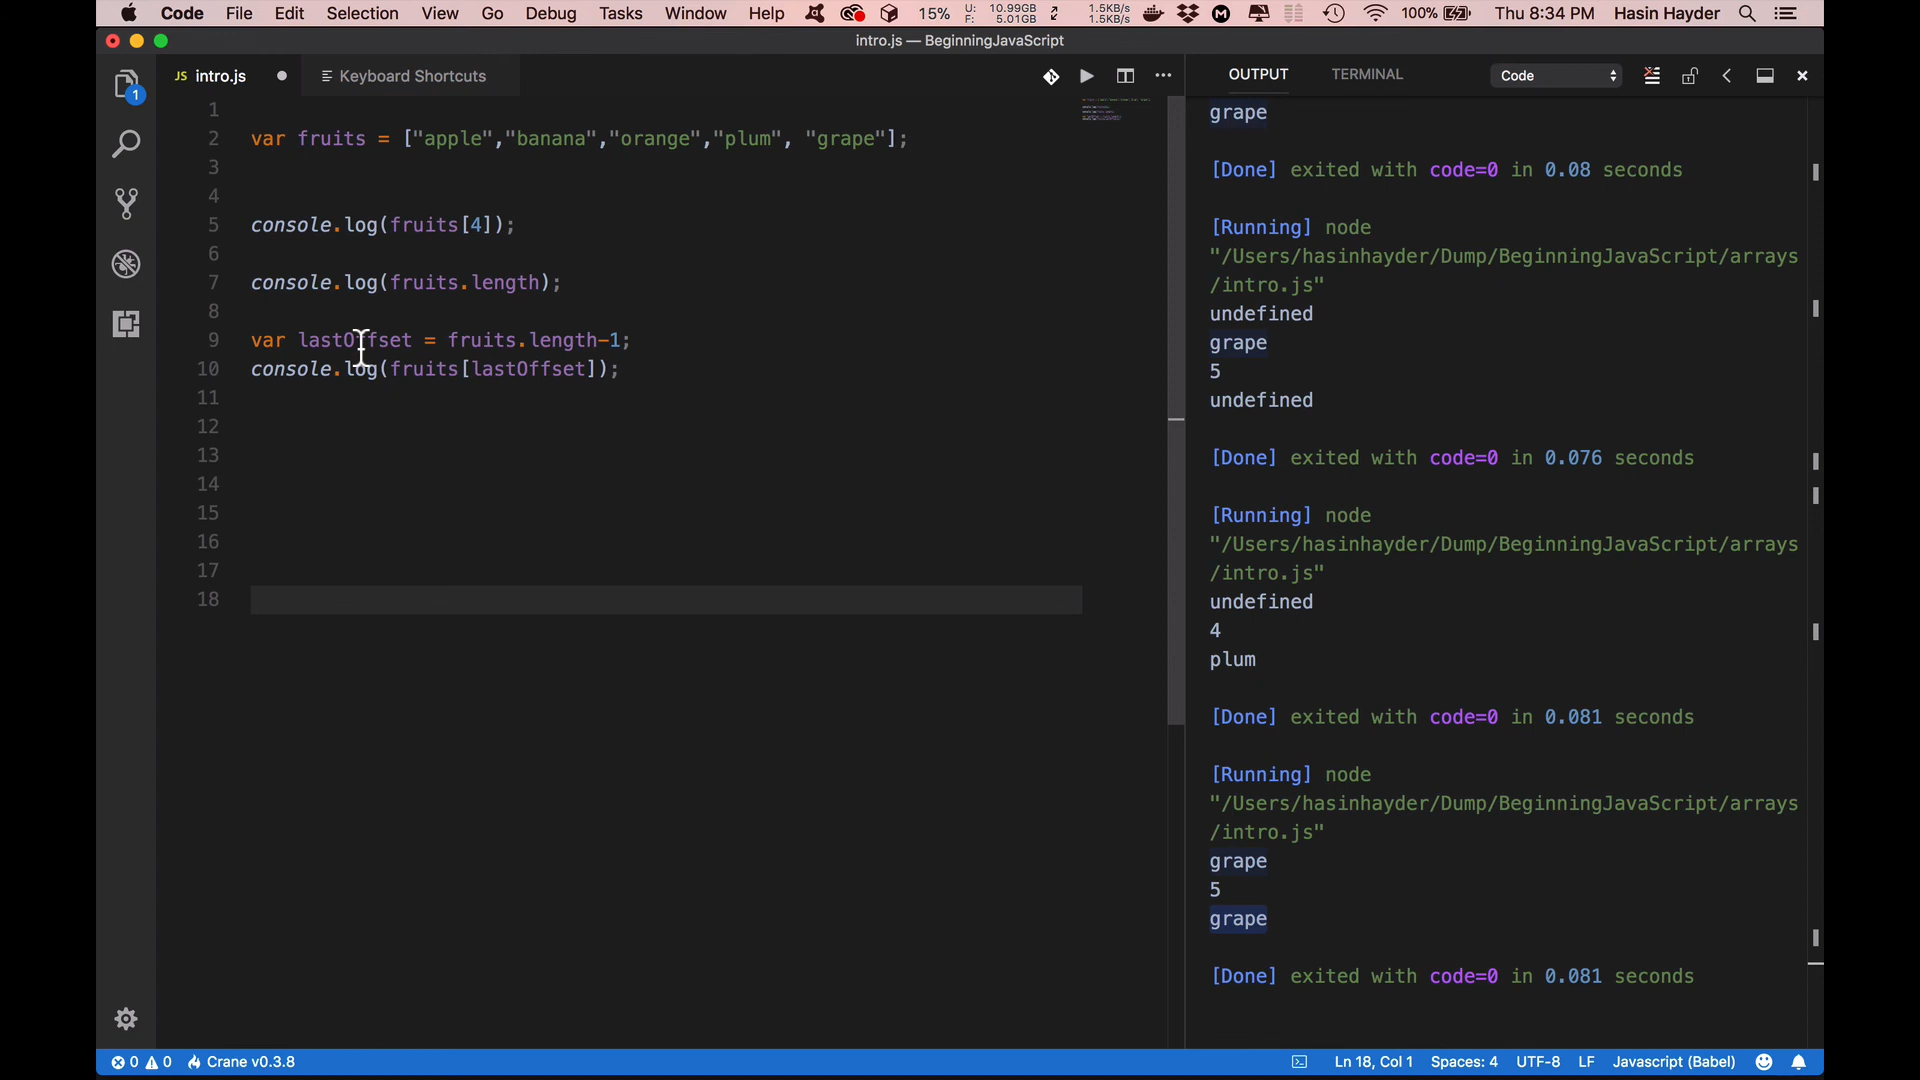 Code File Edit Selection View Go Debug Tasks Window Help 15% U: 10.99GB F: 5.01GB 1.5KB/s 1.5KB/s 100% Thu 8:34 PM Hasin Hayder
intro.js — BeginningJavaScript
JS intro.js Keyboard Shortcuts
1
2 var fruits = ["apple","banana","orange","plum", "grape"];
3
4
5 console.log(fruits[4]);
6
7 console.log(fruits.length);
8
9 var lastOffset = fruits.length-1;
10 console.log(fruits[lastOffset]);
11
12
13
14
15
16
17
18
OUTPUT TERMINAL Code
grape
[Done] exited with code=0 in 0.08 seconds
[Running] node
"/Users/hasinhayder/Dump/BeginningJavaScript/arrays
/intro.js"
undefined
grape
5
undefined
[Done] exited with code=0 in 0.076 seconds
[Running] node
"/Users/hasinhayder/Dump/BeginningJavaScript/arrays
/intro.js"
undefined
4
plum
[Done] exited with code=0 in 0.081 seconds
[Running] node
"/Users/hasinhayder/Dump/BeginningJavaScript/arrays
/intro.js"
grape
5
grape
[Done] exited with code=0 in 0.081 seconds
1
0 0 Crane v0.3.8 Ln 18, Col 1 Spaces: 4 UTF-8 LF Javascript (Babel)